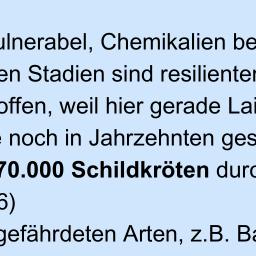 ulnerabel, Chemikalien be
en Stadien sind resilienter
offen, weil hier gerade Lai
e noch in Jahrzehnten ges
70.000 Schildkröten durc
6)
gefährdeten Arten, z.B. Ba